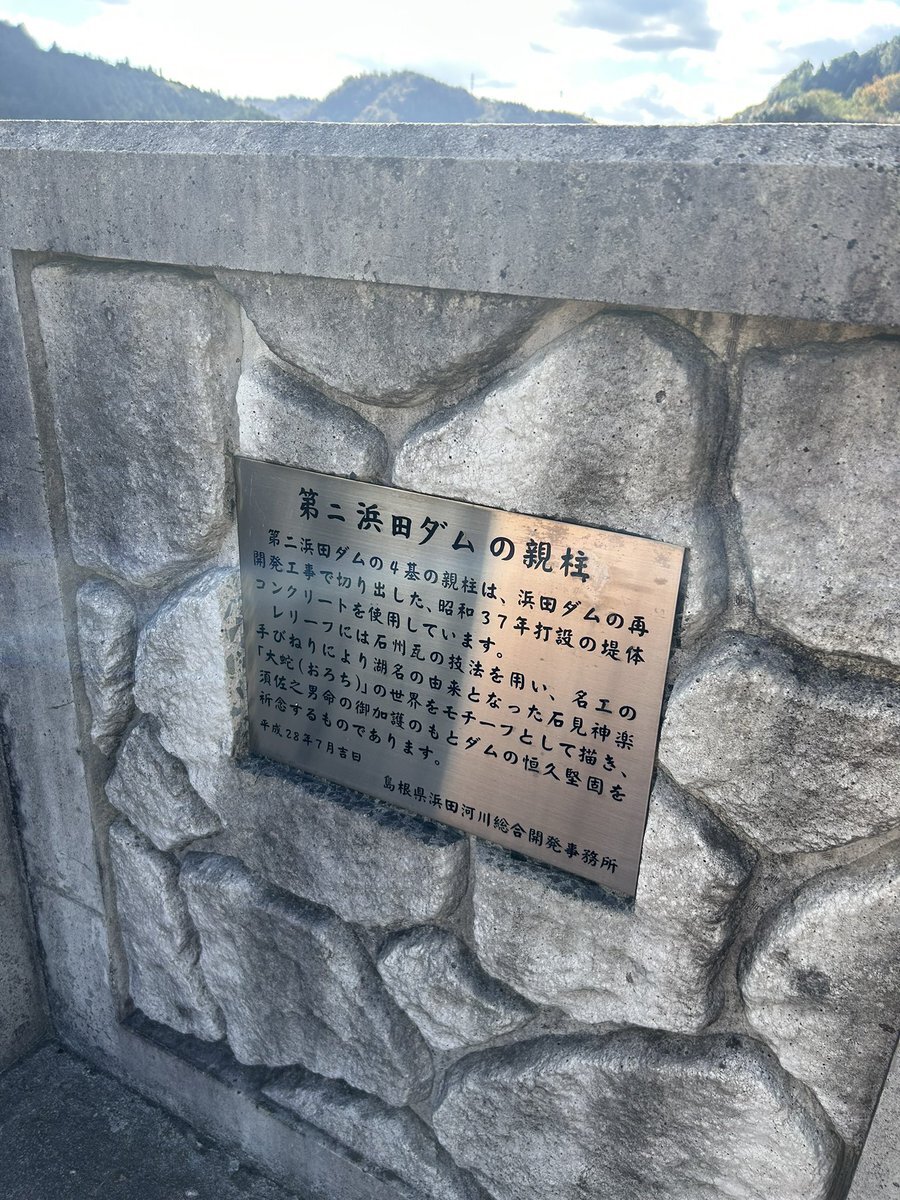 第二浜田ダムの親柱
第二浜田ダムの4基の親柱は、浜田ダムの再
開発工事で切り出した、昭和37年打設の堤体
コンクリートを使用しています。
レリーフには石州瓦の技法を用い、名工の
手びねりにより湖名の由来となった石見神楽
「大蛇(おろち)」の世界をモチーフとして描き、
須佐之男命の御加護のもとダムの恒久堅固を
祈念するものであります。
平成28年7月吉日
島根県浜田河川総合開発事務所